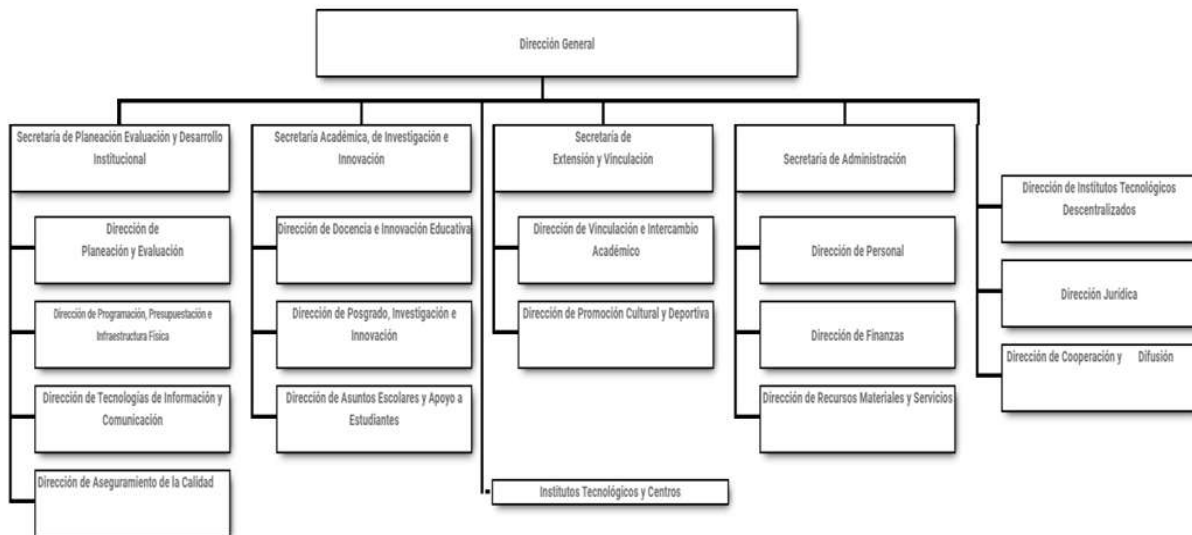 Dirección General
Secretaría de Planeación Evaluación y Desarrollo
Institucional
Dirección de
Planeación y Evaluación
Dirección de Programación, Presupuestación e
Infraestructura Física
Dirección de Tecnologías de Información y
Comunicación
Dirección de Aseguramiento de la Calidad
Secretaría Académica, de Investigación e
Innovación
Dirección de Docencia e Innovación Educativa
Dirección de Posgrado, Investigación e
Innovación
Dirección de Asuntos Escolares y Apoyo a
Estudiantes
Secretaría de
Extensión y Vinculación
Dirección de Vinculación e Intercambio
Académico
Dirección de Promoción Cultural y Deportiva
Institutos Tecnológicos y Centros
Secretaría de Administración
Dirección de Personal
Dirección de Finanzas
Dirección de Recursos Materiales y Servicios
Dirección de Institutos Tecnológicos
Descentralizados
Dirección Jurídica
Dirección de Cooperación y Difusión